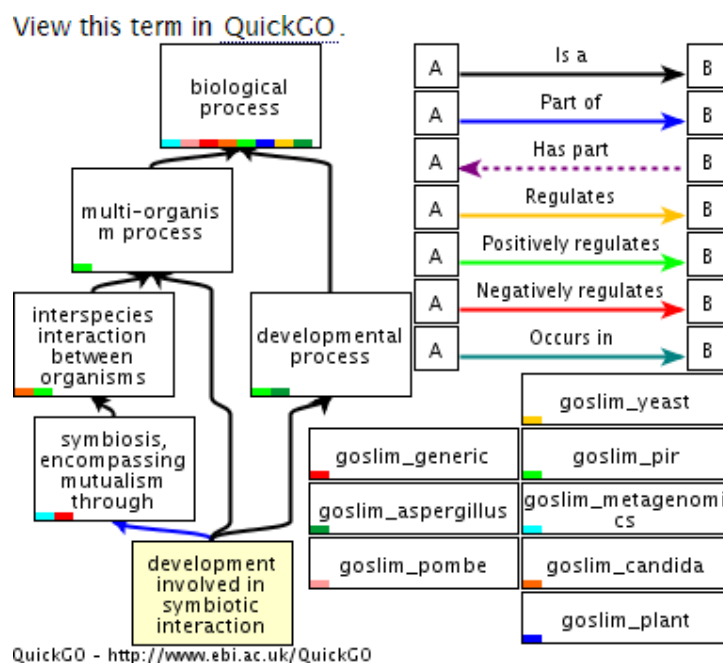 View this term in QuickGO.
biological
process
multi-organis
m process
interspecies
interaction
between
organisms
developmental
process
symbiosis,
encompassing
mutualism
through
development
involved in
symbiotic
interaction
A Is a B
A Part of B
A Has part B
A Regulates B
A Positively regulates B
A Negatively regulates B
A Occurs in B
goslim_yeast
goslim_generic
goslim_pir
goslim_aspergillus
goslim_metagenomi
cs
goslim_pombe
goslim_candida
goslim_plant
QuickGO - http://www.ebi.ac.uk/QuickGO